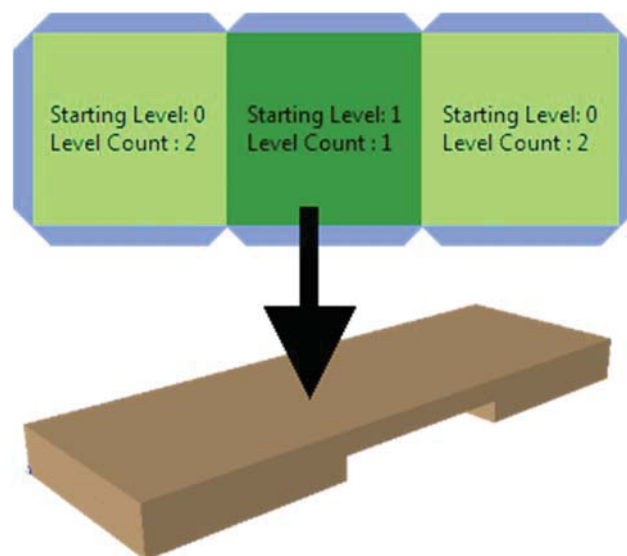 Starting Level: 0
Level Count : 2
Starting Level: 1
Level Count : 1
Starting Level: 0
Level Count : 2